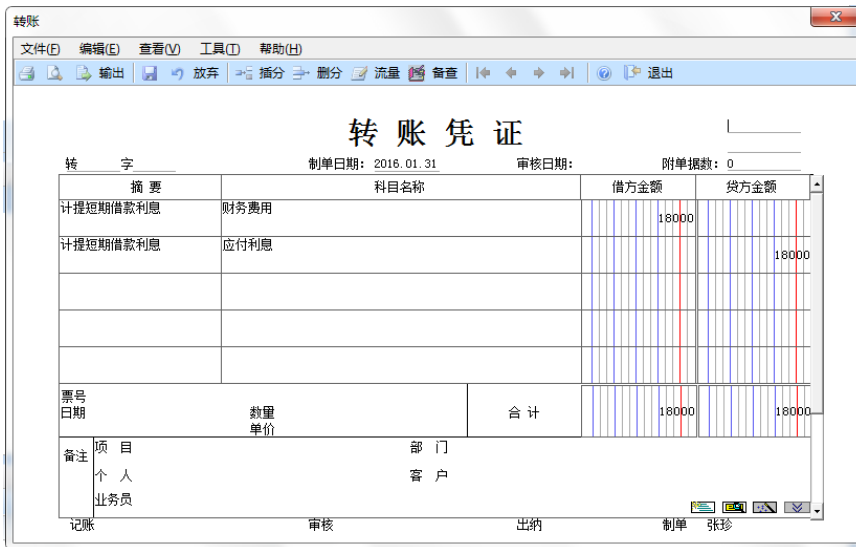 转账
文件(F) 编辑(E) 查看(V) 工具(T) 帮助(H)
输出 放弃 插分 删分 流量 备查 退出
转 账 凭 证
转 字 制单日期: 2016.01.31 审核日期: 附单据数: 0
摘 要 科目名称 借方金额 贷方金额
计提短期借款利息 财务费用 18000
计提短期借款利息 应付利息 18000
票号
日期 数量 合 计 18000 18000
单价
备注 项 目 部 门
个 人 客 户
业务员
记账 审核 出纳 制单 张珍